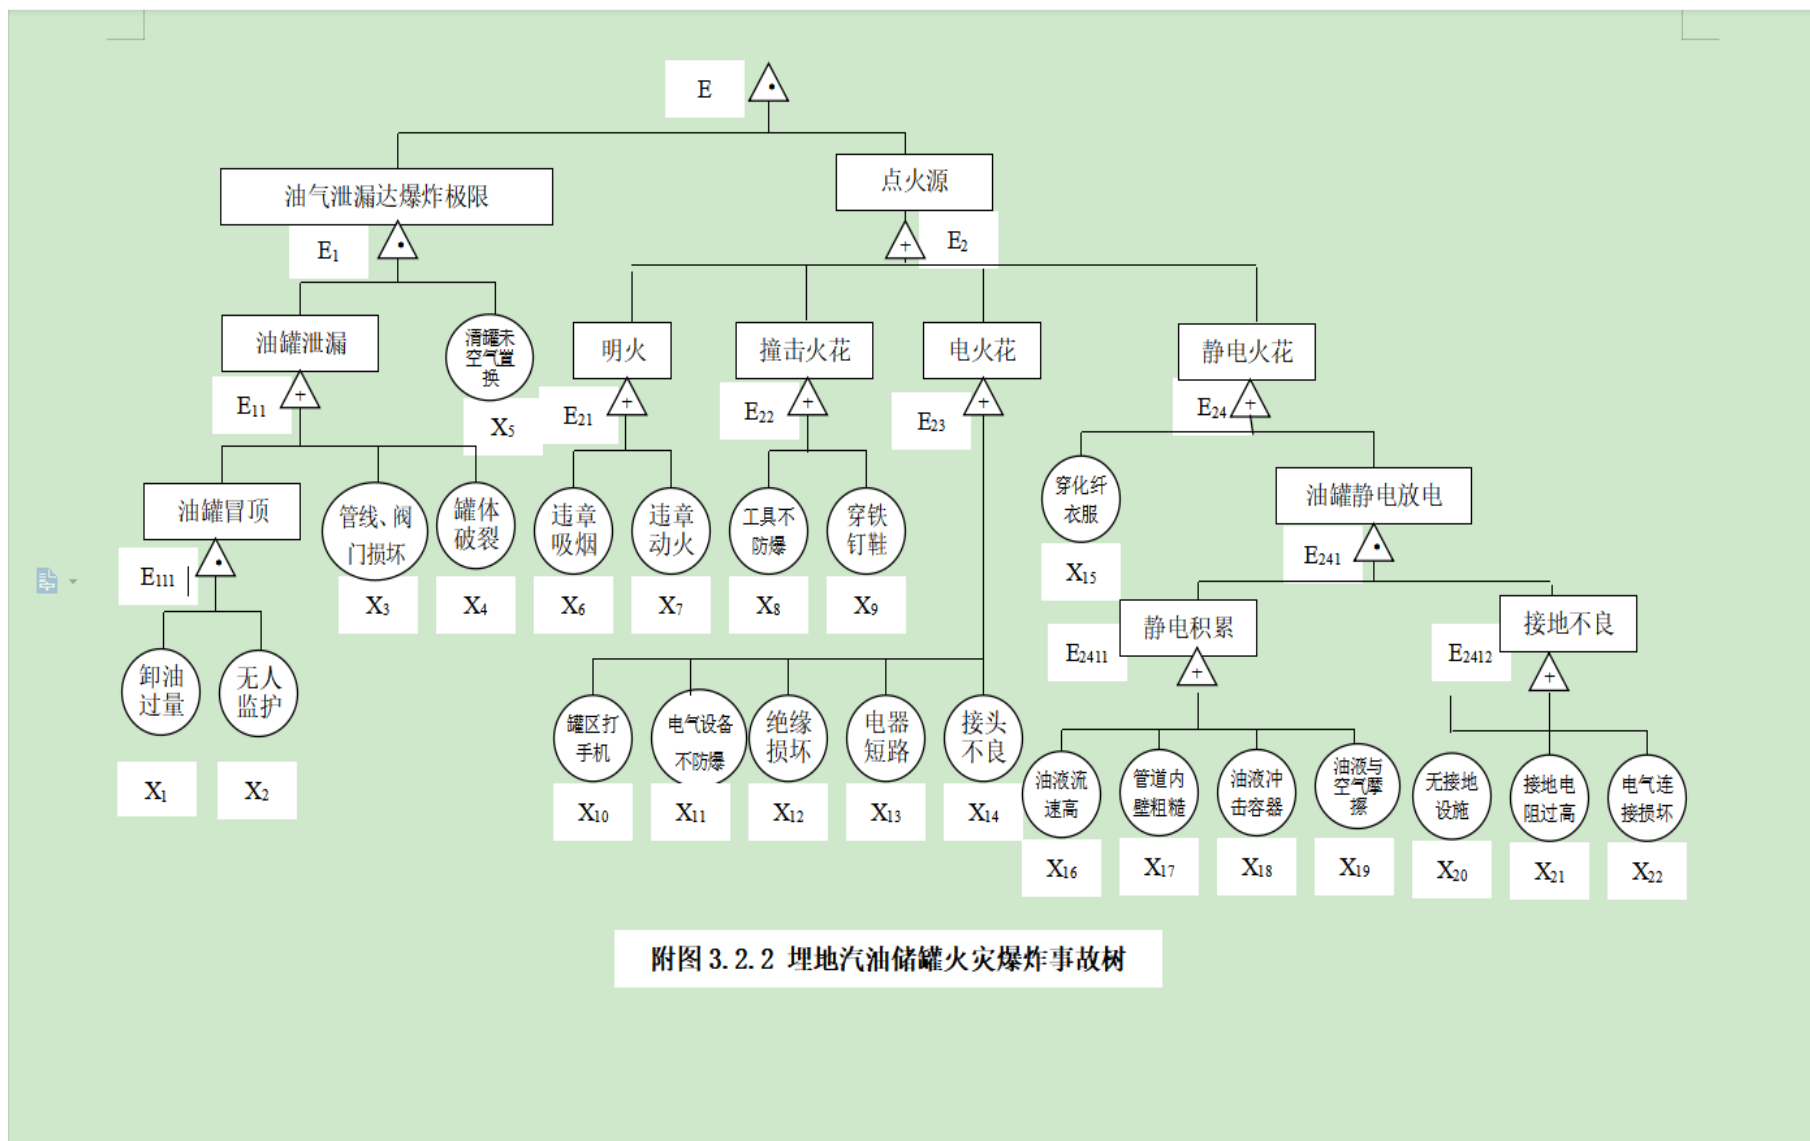 E
油气泄漏达爆炸极限
点火源
E1
E2
油罐泄漏
清罐未
空气置
换
明火
撞击火花
电火花
静电火花
E11
X5
E21
E22
E23
E24
油罐冒顶
管线、阀
门损坏
罐体
破裂
违章
吸烟
违章
动火
工具不
防爆
穿铁
钉鞋
穿化纤
衣服
油罐静电放电
E111
X3
X4
X6
X7
X8
X9
X15
E241
卸油
过量
无人
监护
静电积累
接地不良
E2411
E2412
X1
X2
罐区打
手机
电气设备
不防爆
绝缘
损坏
电器
短路
接头
不良
油液流
速高
管道内
壁粗糙
油液冲
击容器
油液与
空气摩
擦
无接地
设施
接地电
阻过高
电气连
接损坏
X10
X11
X12
X13
X14
X16
X17
X18
X19
X20
X21
X22
附图 3.2.2 埋地汽油储罐火灾爆炸事故树